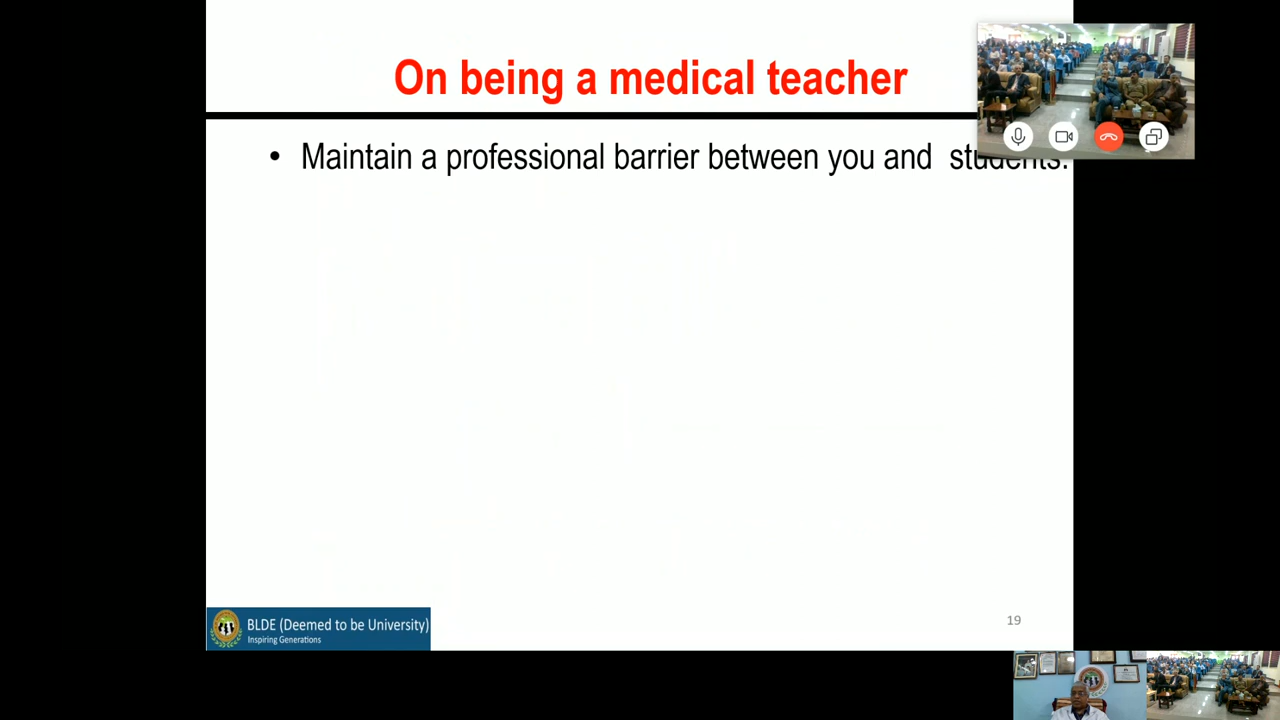 On being a medical teacher
• Maintain a professional barrier between you and students.
BLDE (Deemed to be University)
Inspiring Generations
19